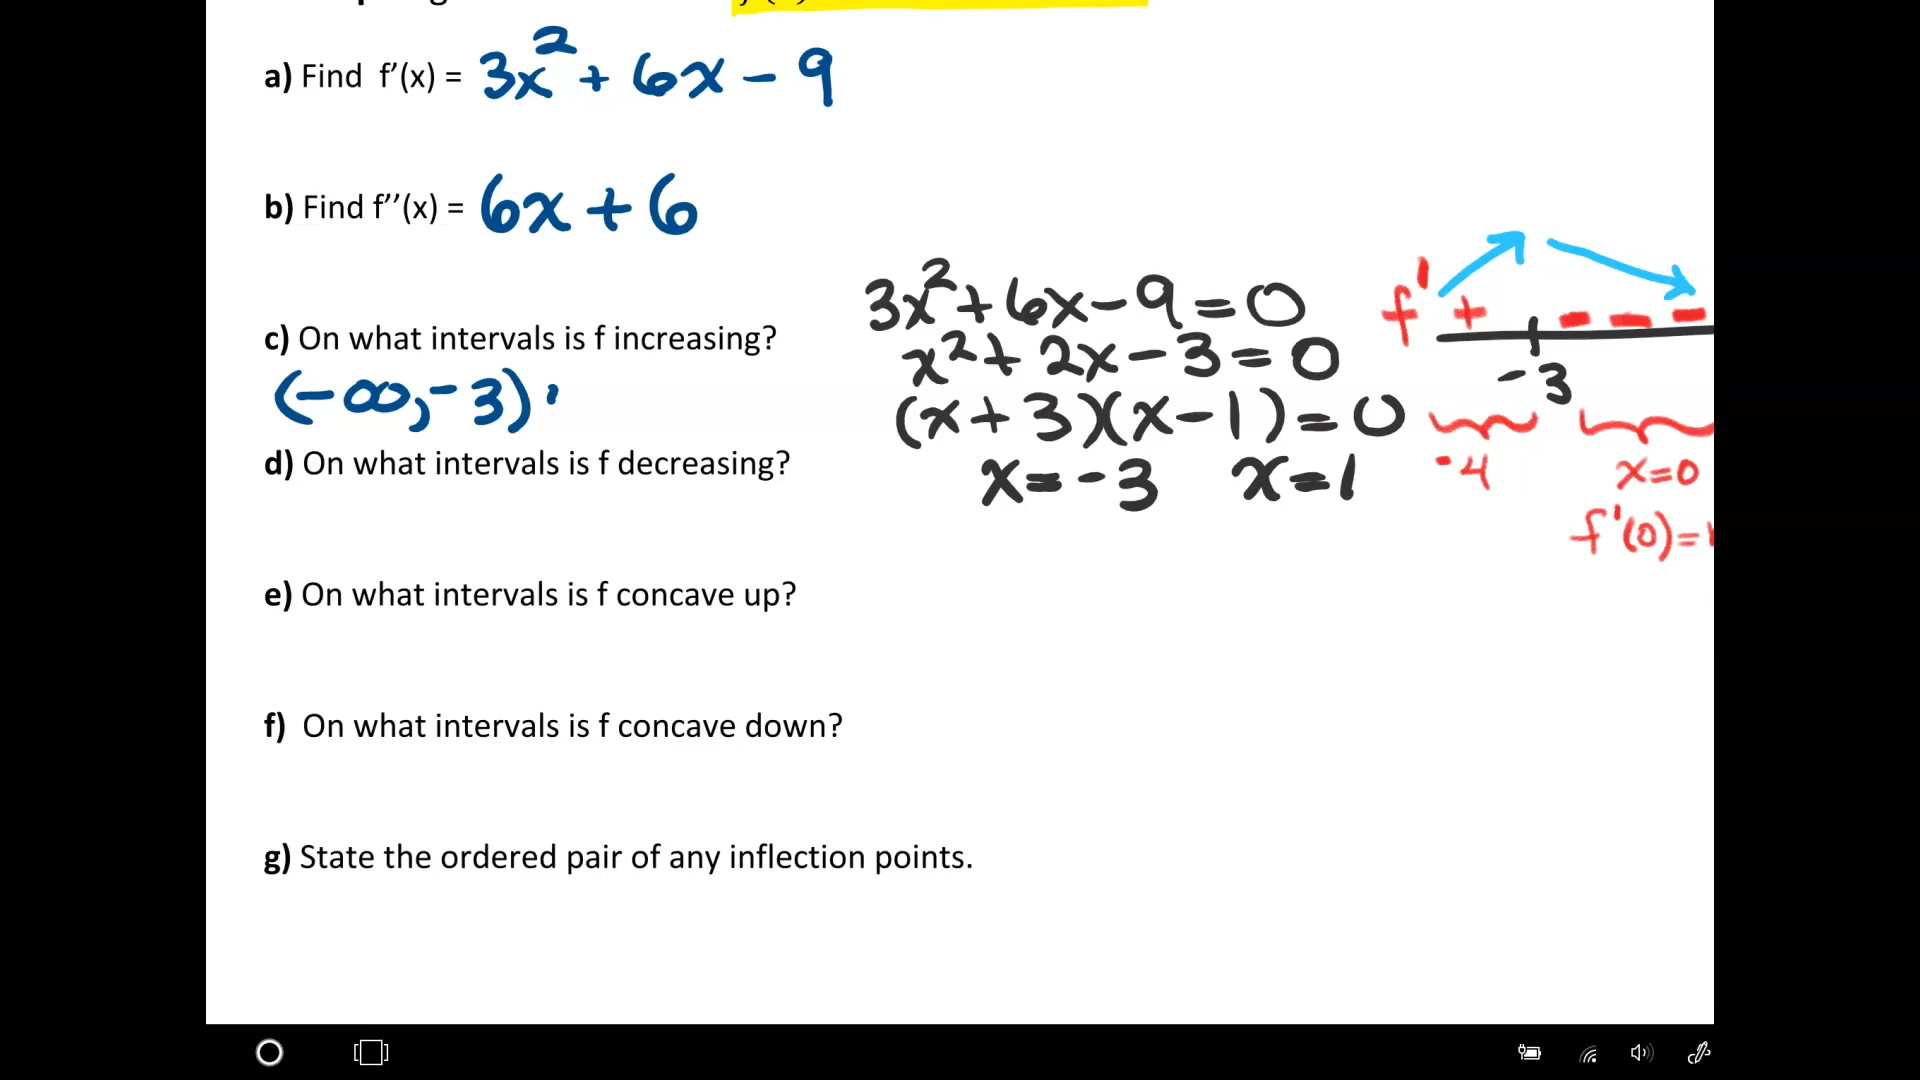 a) Find f’(x) = 3x² + 6x - 9
b) Find f’’(x) = 6x + 6
3x² + 6x - 9 = 0
x² + 2x - 3 = 0
(x + 3)(x - 1) = 0
x = -3 x = 1
f' + - - -
-3
-4 x=0
f'(0)=
c) On what intervals is f increasing?
(-∞, -3)
d) On what intervals is f decreasing?
e) On what intervals is f concave up?
f) On what intervals is f concave down?
g) State the ordered pair of any inflection points.